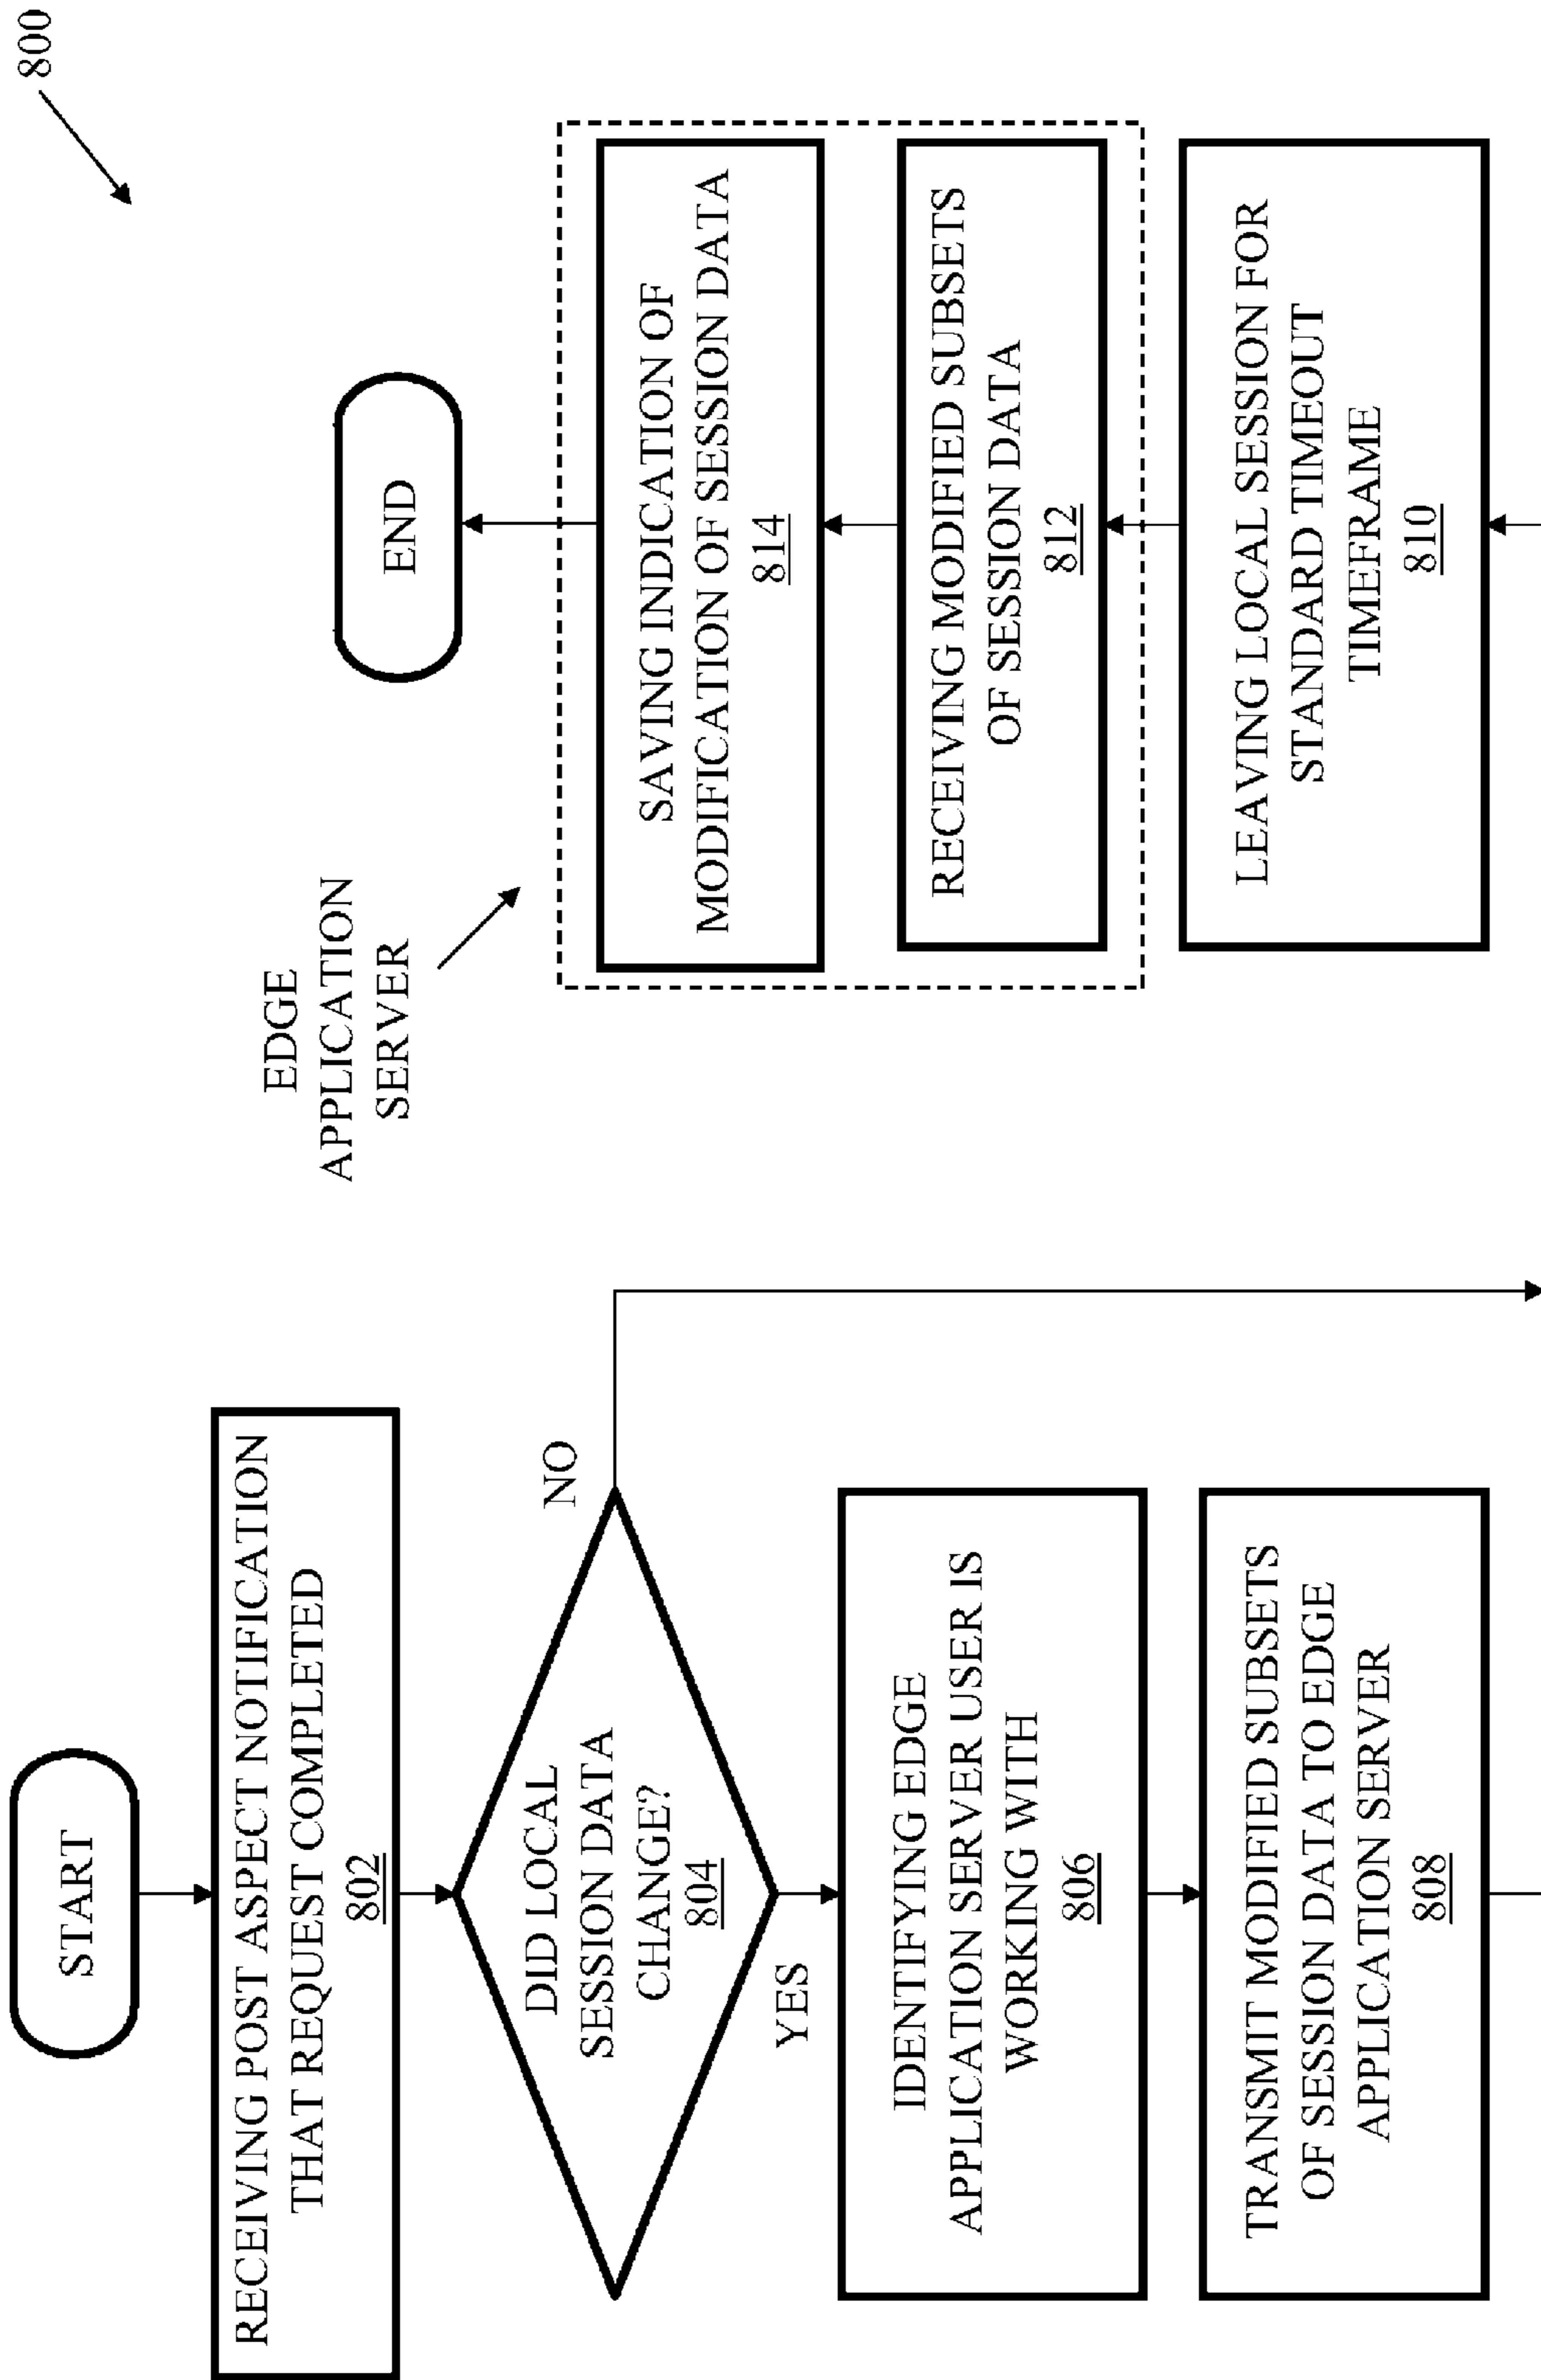 800
START
RECEIVING POST ASPECT NOTIFICATION
THAT REQUEST COMPLETED
802
DID LOCAL
SESSION DATA
CHANGE?
804
NO
YES
IDENTIFYING EDGE
APPLICATION SERVER USER IS
WORKING WITH
806
TRANSMIT MODIFIED SUBSETS
OF SESSION DATA TO EDGE
APPLICATION SERVER
808
LEAVING LOCAL SESSION FOR
STANDARD TIMEOUT
TIMEFRAME
810
RECEIVING MODIFIED SUBSETS
OF SESSION DATA
812
SAVING INDICATION OF
MODIFICATION OF SESSION DATA
814
EDGE
APPLICATION
SERVER
END